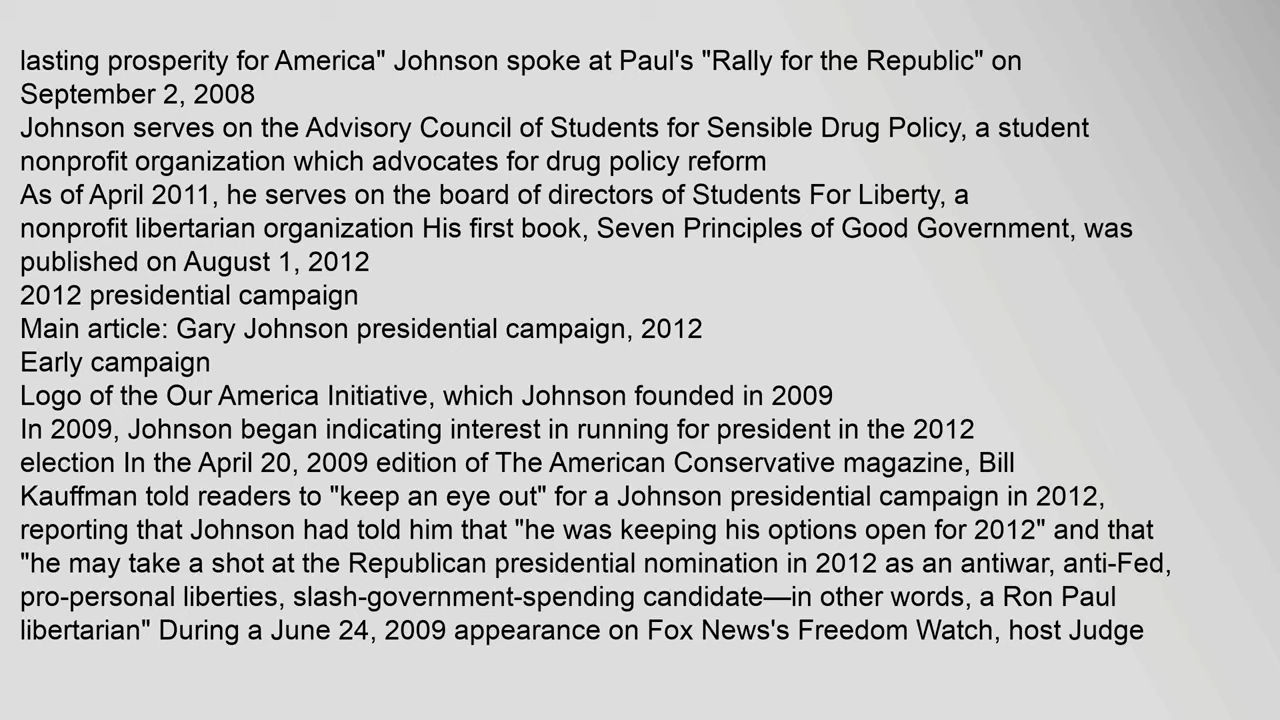 lasting prosperity for America" Johnson spoke at Paul's "Rally for the Republic" on
September 2, 2008
Johnson serves on the Advisory Council of Students for Sensible Drug Policy, a student
nonprofit organization which advocates for drug policy reform
As of April 2011, he serves on the board of directors of Students For Liberty, a
nonprofit libertarian organization His first book, Seven Principles of Good Government, was
published on August 1, 2012
2012 presidential campaign
Main article: Gary Johnson presidential campaign, 2012
Early campaign
Logo of the Our America Initiative, which Johnson founded in 2009
In 2009, Johnson began indicating interest in running for president in the 2012
election In the April 20, 2009 edition of The American Conservative magazine, Bill
Kauffman told readers to "keep an eye out" for a Johnson presidential campaign in 2012,
reporting that Johnson had told him that "he was keeping his options open for 2012" and that
"he may take a shot at the Republican presidential nomination in 2012 as an antiwar, anti-Fed,
pro-personal liberties, slash-government-spending candidate—in other words, a Ron Paul
libertarian" During a June 24, 2009 appearance on Fox News's Freedom Watch, host Judge